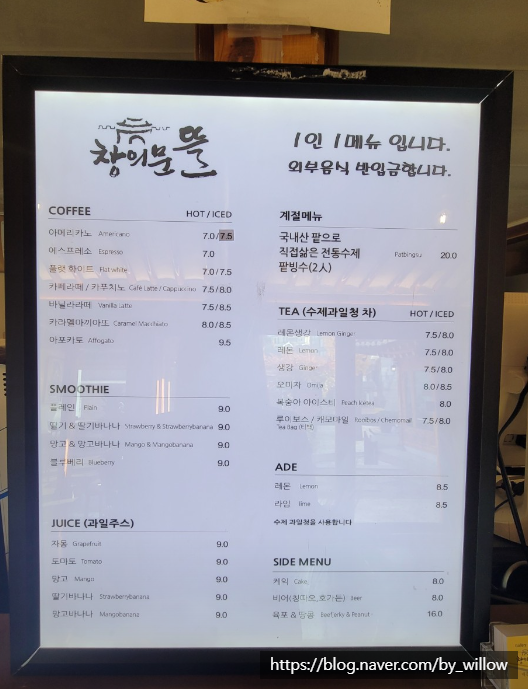 창의문뜰
1인 1메뉴 입니다.
외부음식 반입금합니다.
COFFEE HOT / ICED
아메리카노 Americano 7.0/7.5
에스프레소 Espresso 7.0
플랫 화이트 Flat white 7.0 / 7.5
카페라떼 / 카푸치노 Café Latte / Cappuccino 7.5 / 8.0
바닐라라떼 Vanilla Latte 7.5 / 8.5
카라멜마끼아또 Caramel Macchiato 8.0 / 8.5
아포카토 Affogato 9.5
SMOOTHIE
플레인 Plain 9.0
딸기 & 딸기바나나 Strawberry & Strawberrybanana 9.0
망고 & 망고바나나 Mango & Mangobanana 9.0
블루베리 Blueberry 9.0
JUICE (과일주스)
자몽 Grapefruit 9.0
토마토 Tomato 9.0
망고 Mango 9.0
딸기바나나 Strawberrybanana 9.0
망고바나나 Mangobanana 9.0
계절메뉴
국내산 팥으로
직접삶은 전통수제 Patbingsu 20.0
팥빙수(2人)
TEA (수제과일청 차) HOT / ICED
레몬생강 Lemon Ginger 7.5 / 8.0
레몬 Lemon 7.5 / 8.0
생강 Ginger 7.5 / 8.0
오미자 Omija 8.0 / 8.5
복숭아 아이스티 Peach Icetea 8.0
루이보스 / 캐모마일 Rooibos / Chamomail 7.5 / 8.0
Tea Bag (티백)
ADE
레몬 Lemon 8.5
라임 lime 8.5
수제 과일청을 사용합니다
SIDE MENU
케익 Cake 8.0
비어(칭따오,호가든) Beer 8.0
육포 & 땅콩 Beefjerky & Peanut 16.0
https://blog.naver.com/by_willow